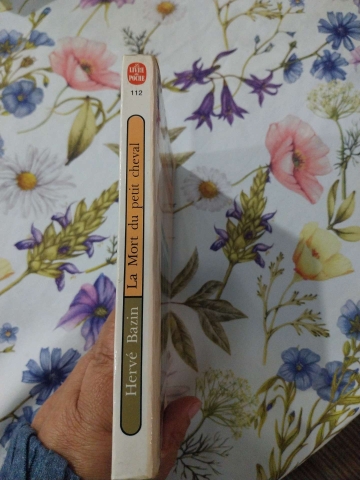 LE LIVRE
DE
POCHE
112
Hervé Bazin La Mort du petit cheval